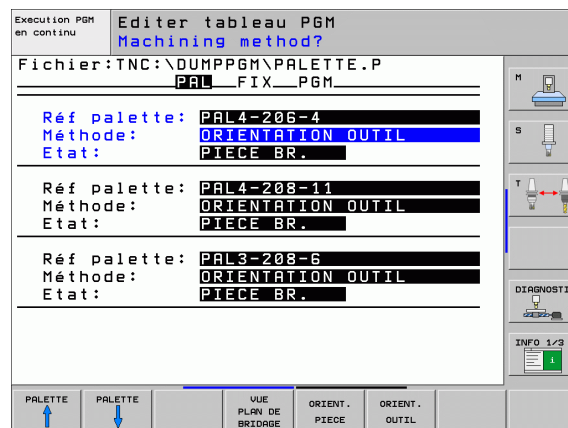 Execution PGM
en continu
Editer tableau PGM
Machining method?
Fichier:TNC:\DUMPPGM\PALETTE.P
PAL__FIX__PGM
Réf palette: PAL4-206-4
Méthode: ORIENTATION OUTIL
Etat: PIECE BR.
Réf palette: PAL4-208-11
Méthode: ORIENTATION OUTIL
Etat: PIECE BR.
Réf palette: PAL3-208-6
Méthode: ORIENTATION OUTIL
Etat: PIECE BR.
M
S
T
DIAGNOSTI
INFO 1/3
i
PALETTE
PALETTE
VUE
PLAN DE
BRIDAGE
ORIENT.
PIECE
ORIENT.
OUTIL